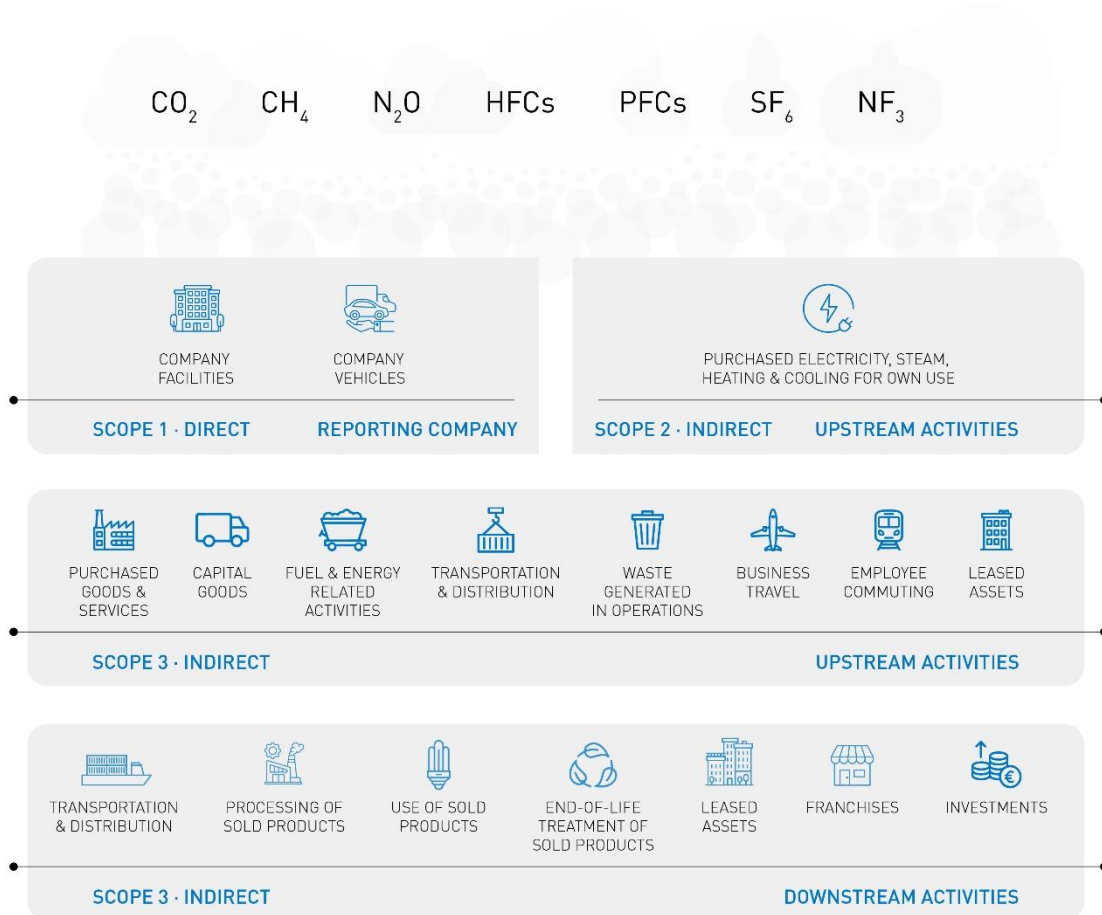 CO₂ CH₄ N₂O HFCs PFCs SF₆ NF₃
COMPANY
FACILITIES
COMPANY
VEHICLES
SCOPE 1 · DIRECT
REPORTING COMPANY
PURCHASED ELECTRICITY, STEAM,
HEATING & COOLING FOR OWN USE
SCOPE 2 · INDIRECT
UPSTREAM ACTIVITIES
PURCHASED
GOODS &
SERVICES
CAPITAL
GOODS
FUEL & ENERGY
RELATED
ACTIVITIES
TRANSPORTATION
& DISTRIBUTION
WASTE
GENERATED
IN OPERATIONS
BUSINESS
TRAVEL
EMPLOYEE
COMMUTING
LEASED
ASSETS
SCOPE 3 · INDIRECT
UPSTREAM ACTIVITIES
TRANSPORTATION
& DISTRIBUTION
PROCESSING OF
SOLD PRODUCTS
USE OF SOLD
PRODUCTS
END-OF-LIFE
TREATMENT OF
SOLD PRODUCTS
LEASED
ASSETS
FRANCHISES
€
INVESTMENTS
SCOPE 3 · INDIRECT
DOWNSTREAM ACTIVITIES